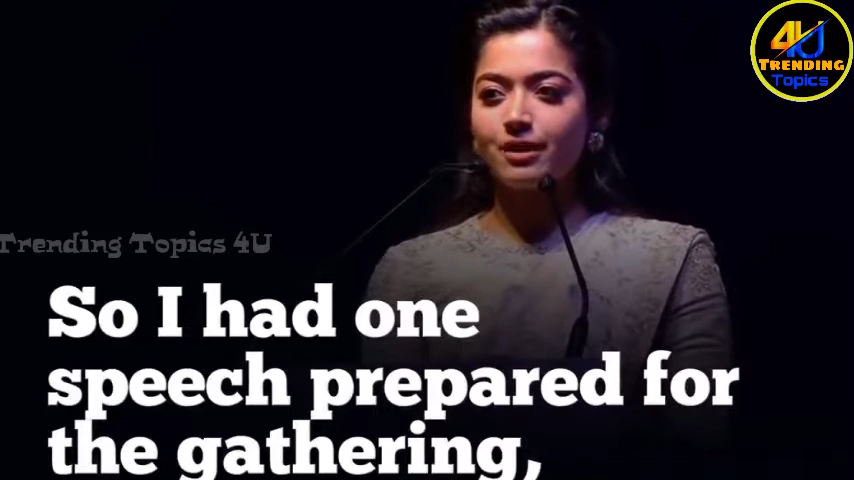 4U
TRENDING
Topics
Trending Topics 4U
So I had one
speech prepared for
the gathering,